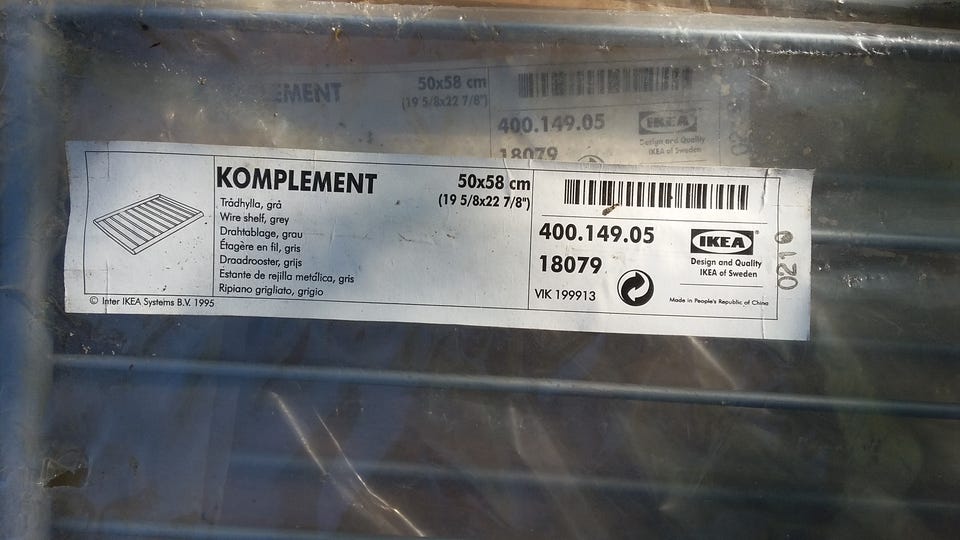 EMENT
50x58 cm
(19 5/8x22 7/8")
400.149.05
IKEA
Design and Quality
IKEA of Sweden
18079
KOMPLEMENT
50x58 cm
(19 5/8x22 7/8")
Trådhylla, grå
Wire shelf, grey
Drahtablage, grau
Étagère en fil, gris
Draadrooster, grijs
Estante de rejilla metálica, gris
Ripiano grigliato, grigio
© Inter IKEA Systems B.V. 1995
400.149.05
18079
VIK 199913
IKEA
Design and Quality
IKEA of Sweden
Made in People's Republic of China